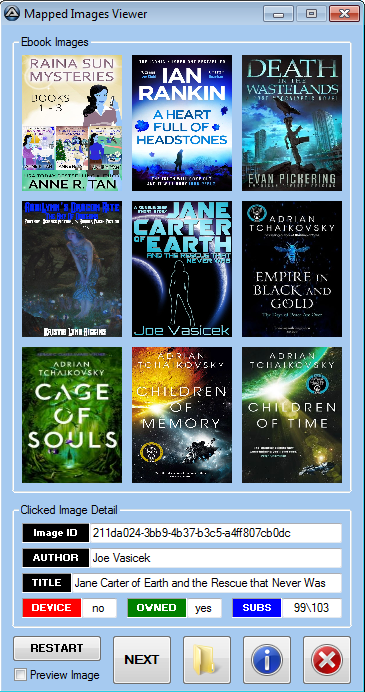 Mapped Images Viewer
Ebook Images
RAINA SUN
MYSTERIES
BOOKS
1 - 3
ANNE R. TAN
IAN
RANKIN
A HEART
FULL OF
HEADSTONES
DEATH
IN THE
WASTELANDS
EVAN PICKERING
JANE
CARTER
OF EARTH
AND THE RESCUE THAT
NEVER WAS
Joe Vasicek
ADRIAN
TCHAIKOVSKY
EMPIRE IN
BLACK AND
GOLD
ADRIAN
TCHAIKOVSKY
CAGE
OF
SOULS
ADRIAN
TCHAIKOVSKY
CHILDREN
OF
MEMORY
ADRIAN
TCHAIKOVSKY
CHILDREN
OF TIME
Clicked Image Detail
Image ID 211da024-3bb9-4b37-b3c5-a4ff807cb0dc
AUTHOR Joe Vasicek
TITLE Jane Carter of Earth and the Rescue that Never Was
DEVICE no OWNED yes SUBS 99\103
RESTART
Preview Image
NEXT